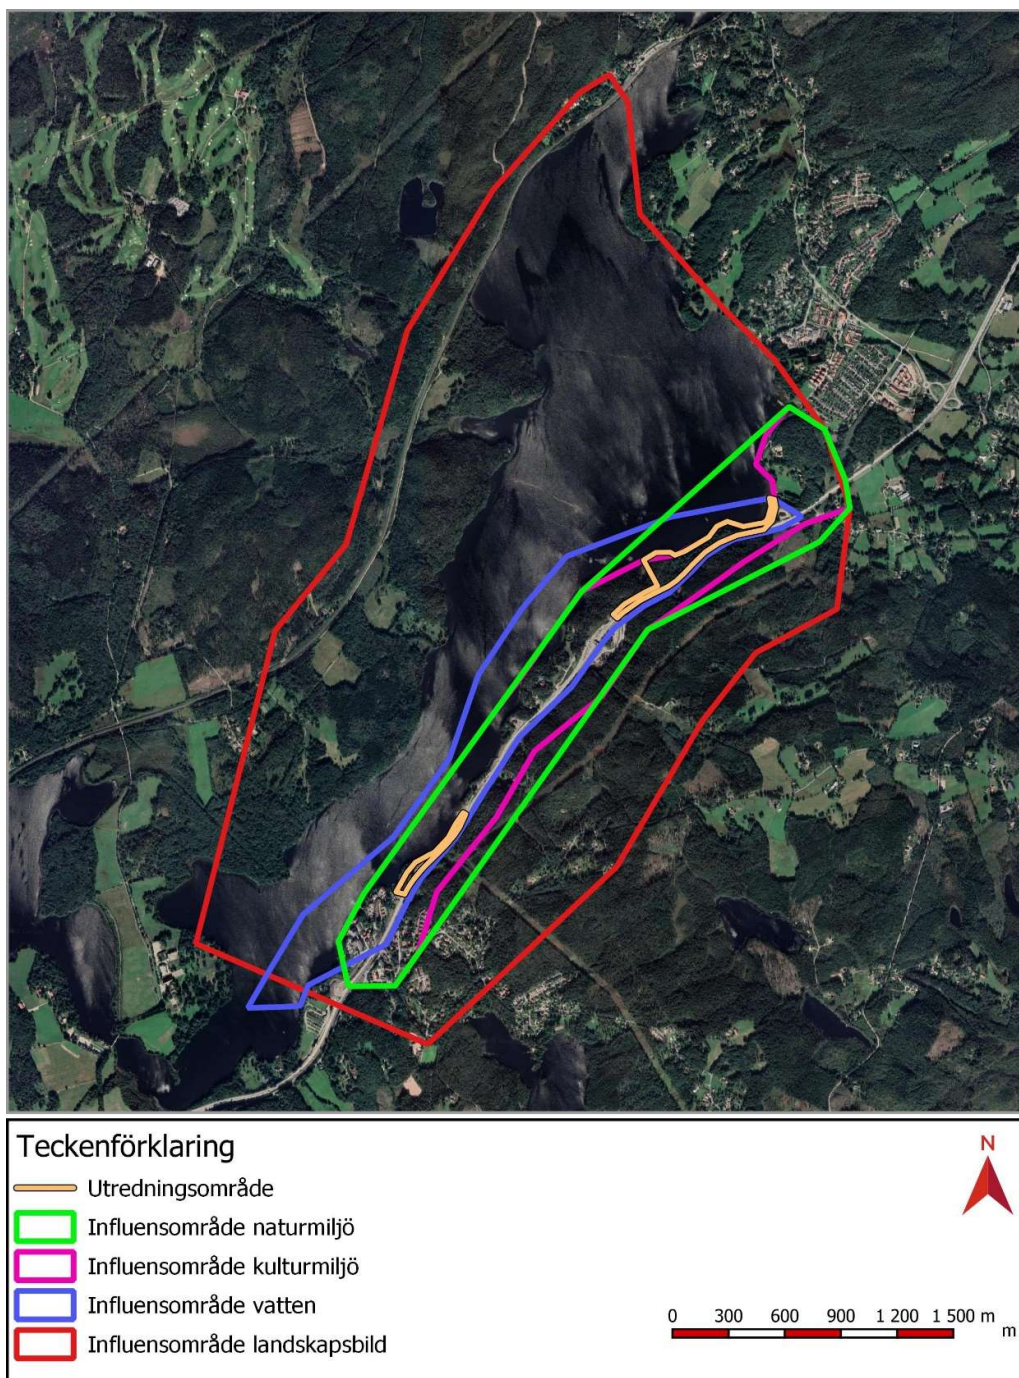 Teckenförklaring
N
Utredningsområde
Influensområde naturmiljö
Influensområde kulturmiljö
Influensområde vatten
Influensområde landskapsbild
0 300 600 900 1 200 1 500 m
m